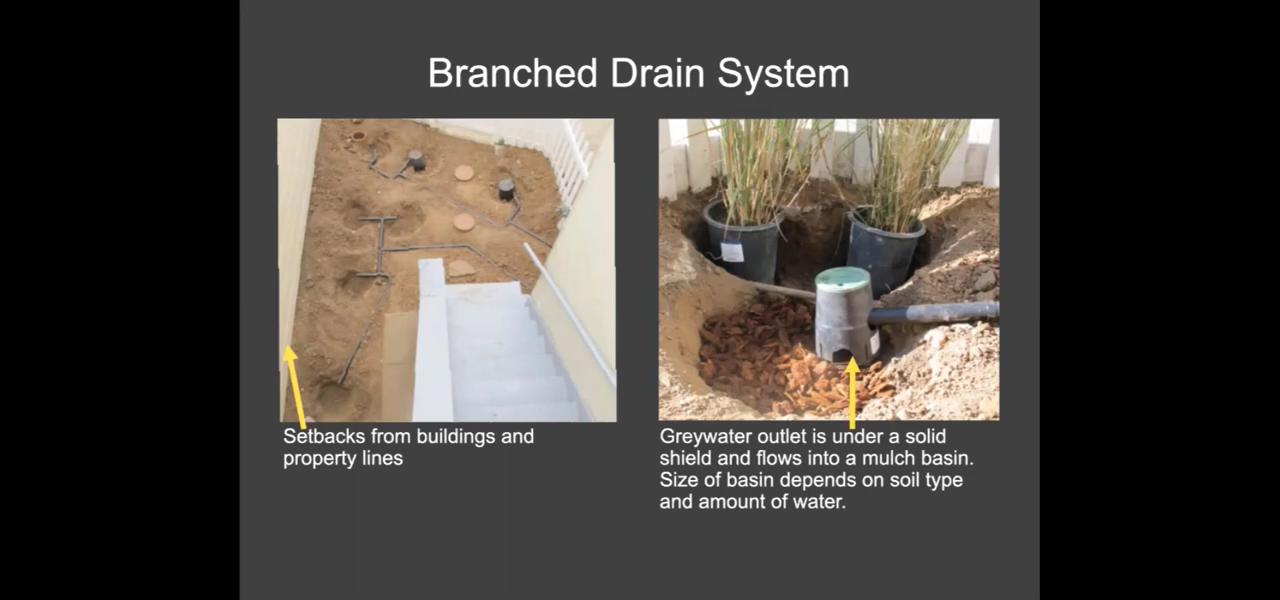 Branched Drain System
Setbacks from buildings and
property lines
Greywater outlet is under a solid
shield and flows into a mulch basin.
Size of basin depends on soil type
and amount of water.